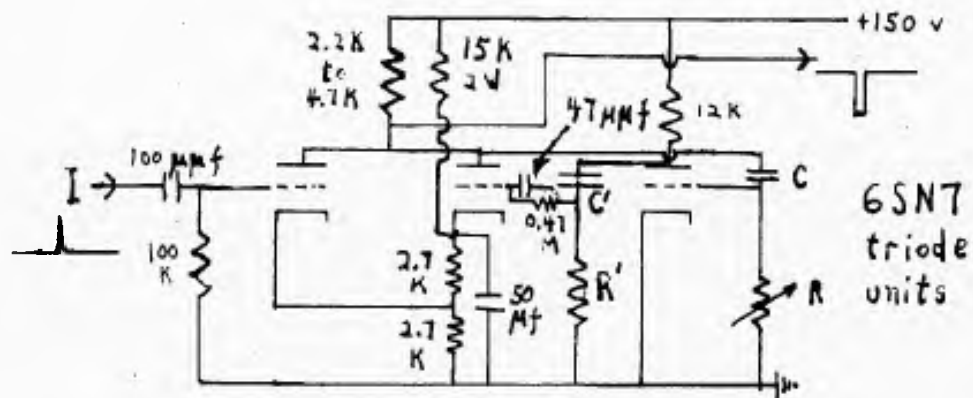 2.2K
to
4.7K
15K
2W
47 μμf
+150 v
12K
100 μμf
I
100
K
C'
0.47
M
C
2.7
K
50
μf
2.7
K
R'
R
6SN7
triode
units